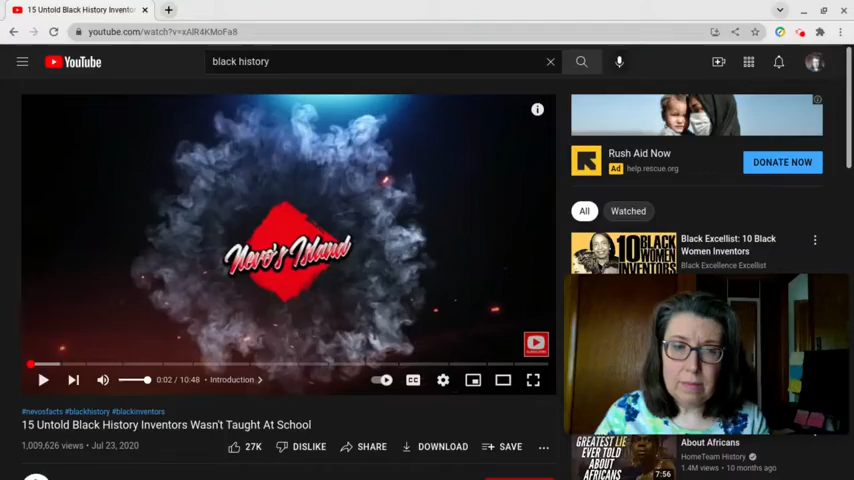 15 Untold Black History Inventor
youtube.com/watch?v=xAlR4KMoFa8
YouTube
black history
Nevo's Island
SUBSCRIBE
0:02 / 10:48 · Introduction
CC
#nevosfacts #blackhistory #blackinventors
15 Untold Black History Inventors Wasn't Taught At School
1,009,626 views • Jul 23, 2020
27K
DISLIKE
SHARE
DOWNLOAD
SAVE
Rush Aid Now
Ad help.rescue.org
DONATE NOW
All
Watched
10 BLACK
WOMEN
INVENTORS
Black Excellist: 10 Black
Women Inventors
Black Excellence Excellist
GREATEST LIE
EVER TOLD
ABOUT
AFRICANS
7:56
About Africans
HomeTeam History
1.4M views • 10 months ago